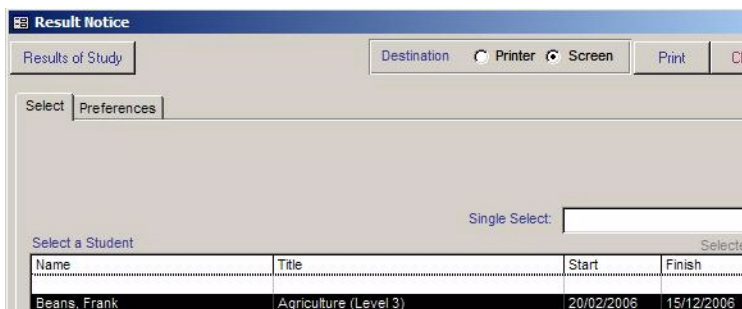 Result Notice
Results of Study
Destination Printer Screen Print
Select Preferences
Single Select:
Select a Student
Name Title Start Finish
Beans, Frank Agriculture (Level 3) 20/02/2006 15/12/2006